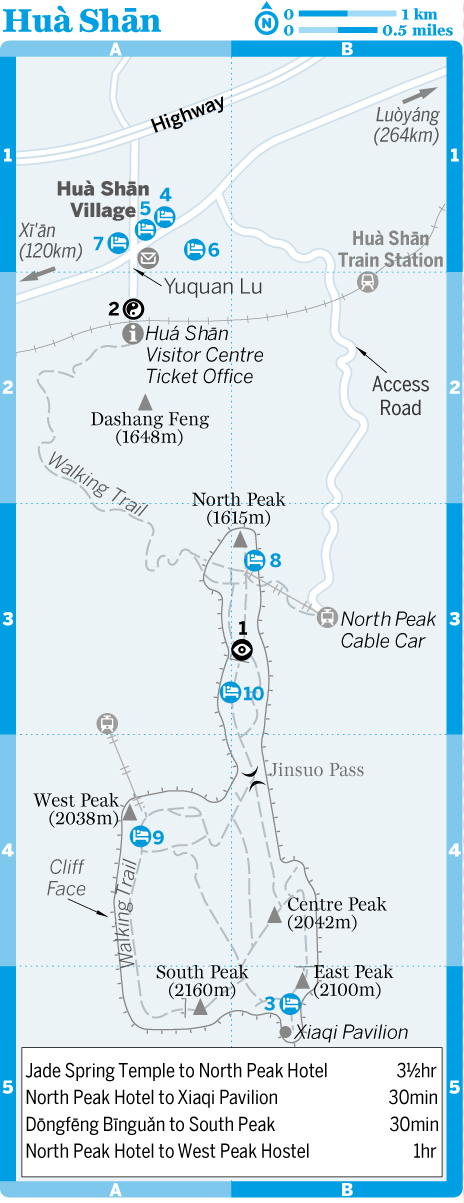 Huà Shān
0 1 km
0 0.5 miles
A B
1 1
Highway
Luòyáng
(264km)
Huà Shān
Village
4
5
Xī'ān
(120km)
7
6
Huà Shān
Train Station
Yuquan Lu
2
Huá Shān
Visitor Centre
Ticket Office
2 2
Access
Road
Dashang Feng
(1648m)
Walking Trail
North Peak
(1615m)
8
3 3
1
North Peak
Cable Car
10
Jinsuo Pass
West Peak
(2038m)
9
4 4
Cliff
Face
Walking Trail
Centre Peak
(2042m)
South Peak
(2160m)
East Peak
(2100m)
3
Xiaqi Pavilion
5 5
Jade Spring Temple to North Peak Hotel 3½hr
North Peak Hotel to Xiaqi Pavilion 30min
Dōngfēng Bīnguǎn to South Peak 30min
North Peak Hotel to West Peak Hostel 1hr
A B
N